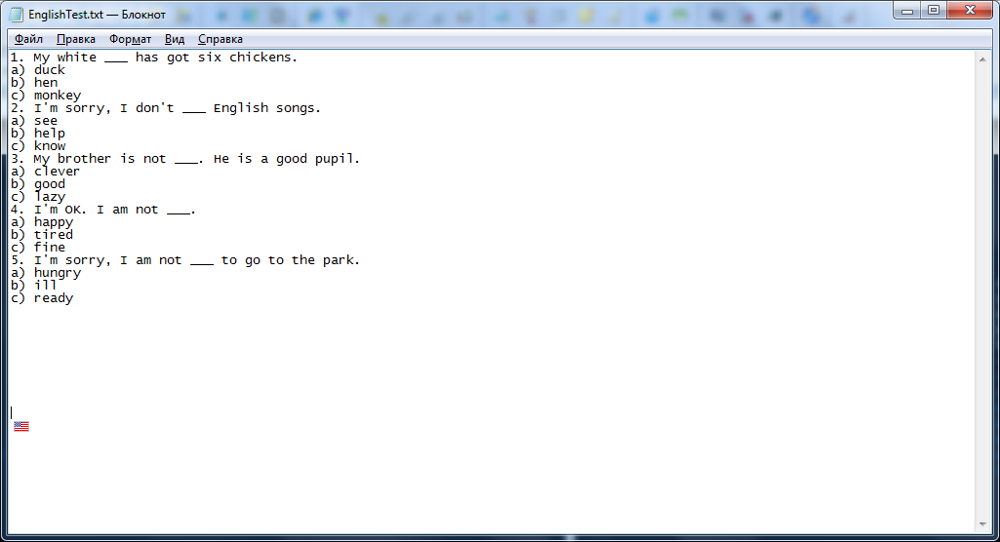 EnglishTest.txt — Блокнот
Файл Правка Формат Вид Справка
1. My white ___ has got six chickens.
a) duck
b) hen
c) monkey
2. I'm sorry, I don't ___ English songs.
a) see
b) help
c) know
3. My brother is not ___. He is a good pupil.
a) clever
b) good
c) lazy
4. I'm OK. I am not ___.
a) happy
b) tired
c) fine
5. I'm sorry, I am not ___ to go to the park.
a) hungry
b) ill
c) ready